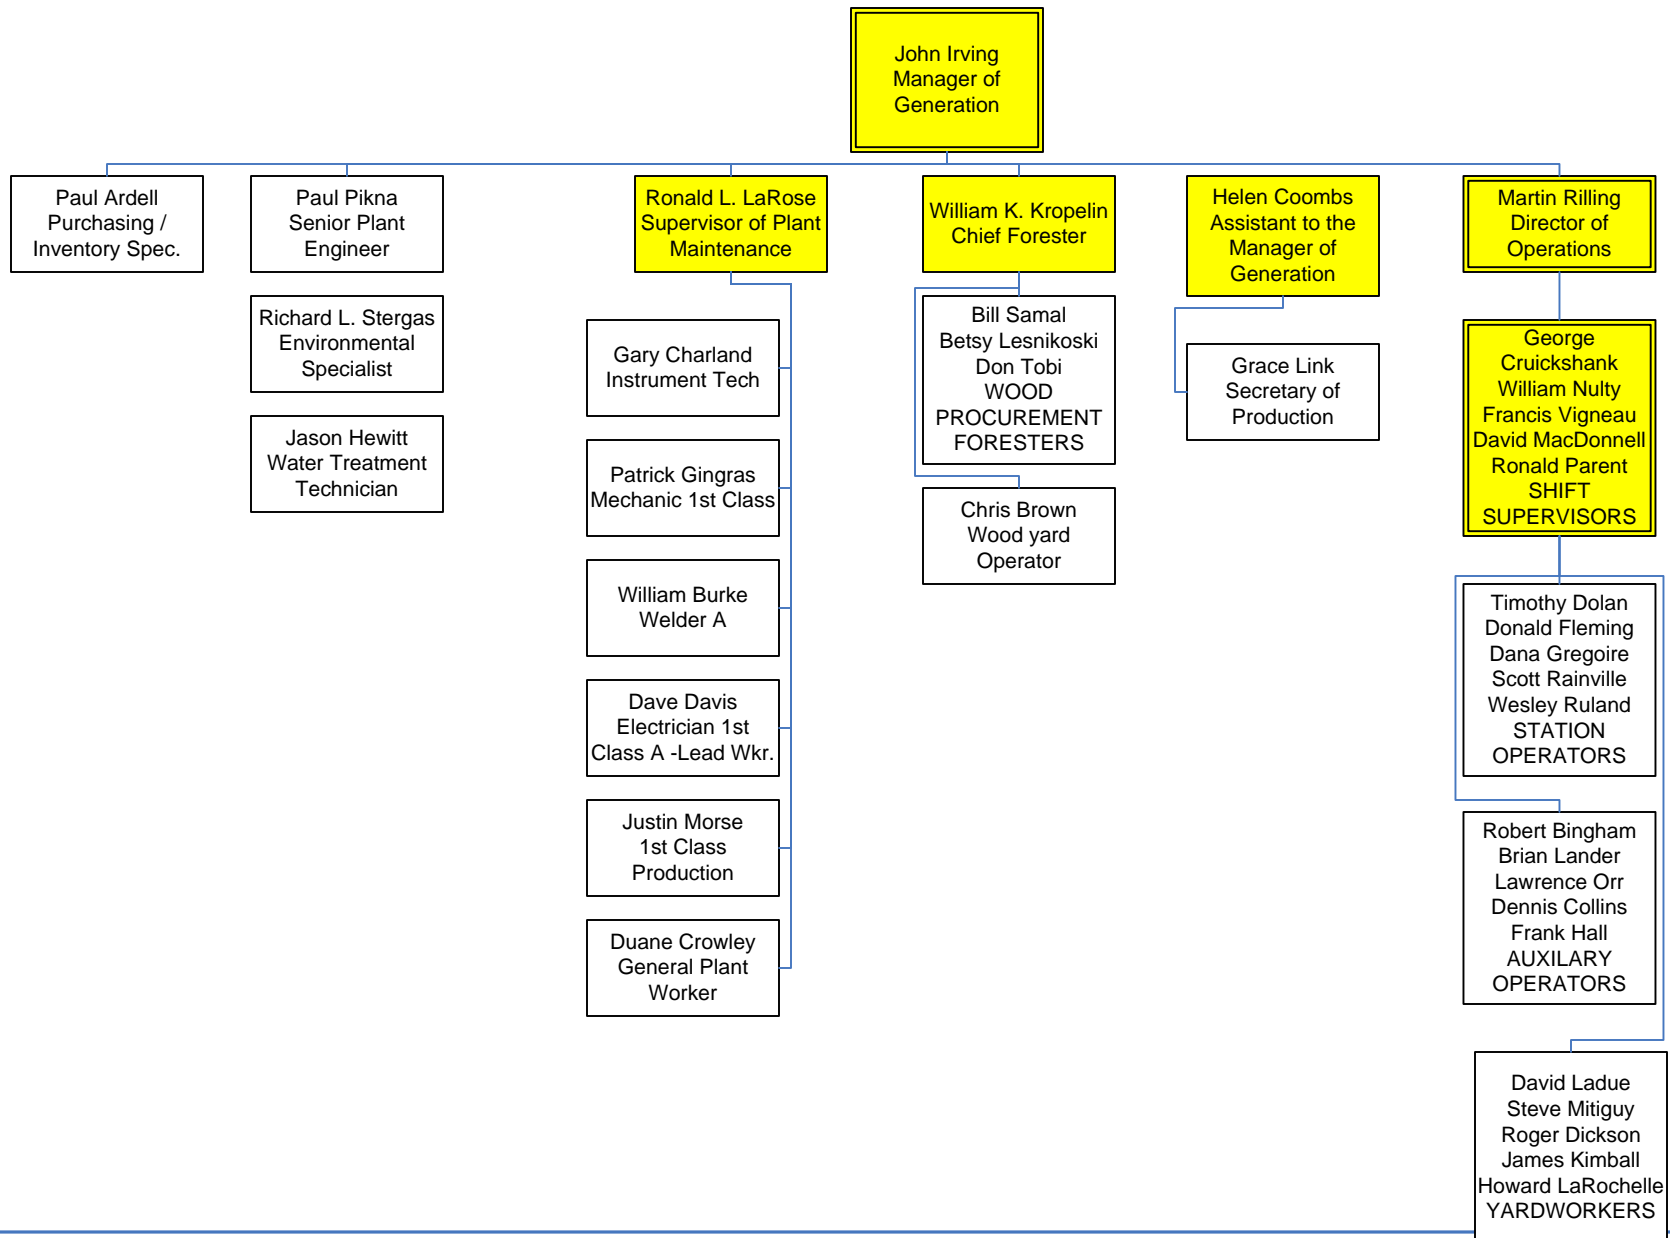 John Irving
Manager of
Generation
Paul Ardell
Purchasing /
Inventory Spec.
Paul Pikna
Senior Plant
Engineer
Ronald L. LaRose
Supervisor of Plant
Maintenance
William K. Kropelin
Chief Forester
Helen Coombs
Assistant to the
Manager of
Generation
Martin Rilling
Director of
Operations
Richard L. Stergas
Environmental
Specialist
Jason Hewitt
Water Treatment
Technician
Gary Charland
Instrument Tech
Patrick Gingras
Mechanic 1st Class
William Burke
Welder A
Dave Davis
Electrician 1st
Class A -Lead Wkr.
Justin Morse
1st Class
Production
Duane Crowley
General Plant
Worker
Bill Samal
Betsy Lesnikoski
Don Tobi
WOOD
PROCUREMENT
FORESTERS
Chris Brown
Wood yard
Operator
Grace Link
Secretary of
Production
George
Cruickshank
William Nulty
Francis Vigneau
David MacDonnell
Ronald Parent
SHIFT
SUPERVISORS
Timothy Dolan
Donald Fleming
Dana Gregoire
Scott Rainville
Wesley Ruland
STATION
OPERATORS
Robert Bingham
Brian Lander
Lawrence Orr
Dennis Collins
Frank Hall
AUXILARY
OPERATORS
David Ladue
Steve Mitiguy
Roger Dickson
James Kimball
Howard LaRochelle
YARDWORKERS